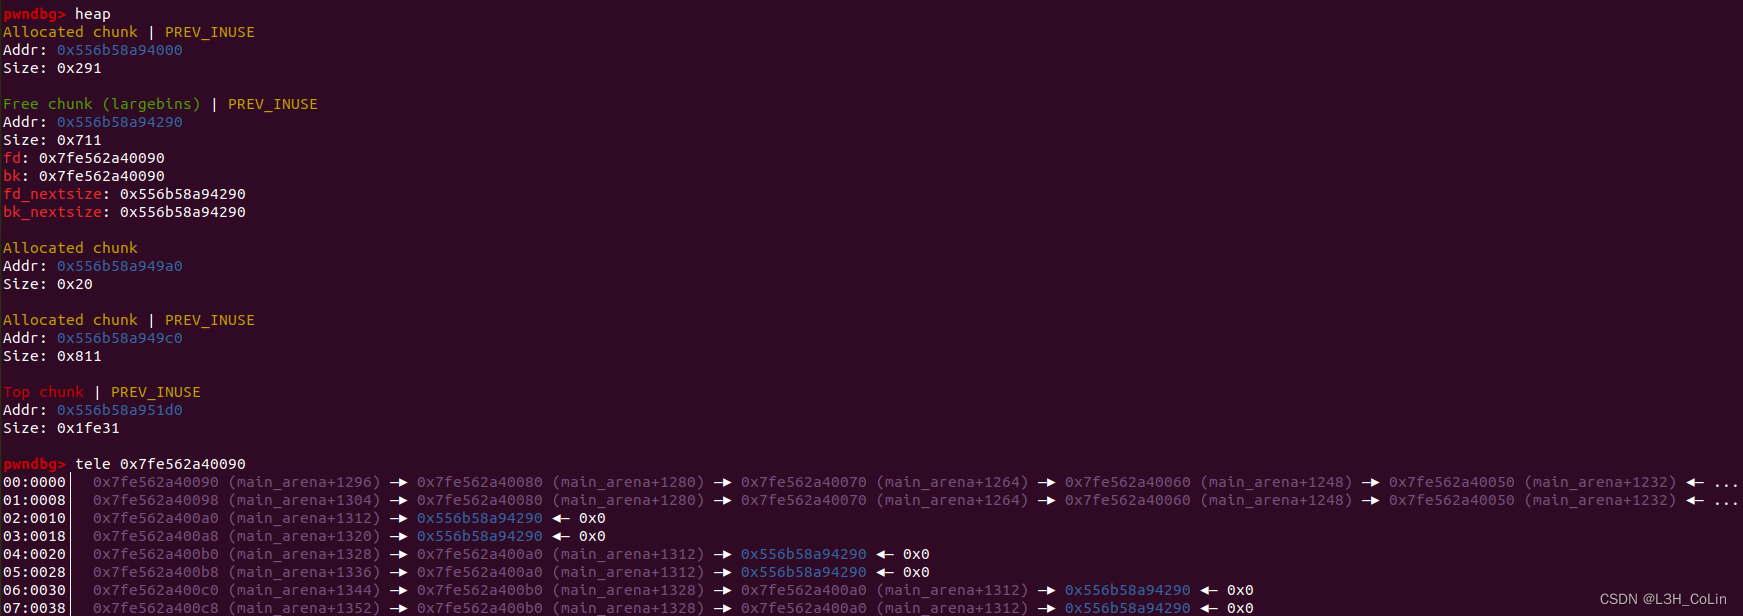 pwndbg> heap
Allocated chunk | PREV_INUSE
Addr: 0x556b58a94000
Size: 0x291
Free chunk (largebins) | PREV_INUSE
Addr: 0x556b58a94290
Size: 0x711
fd: 0x7fe562a40090
bk: 0x7fe562a40090
fd_nextsize: 0x556b58a94290
bk_nextsize: 0x556b58a94290
Allocated chunk
Addr: 0x556b58a949a0
Size: 0x20
Allocated chunk | PREV_INUSE
Addr: 0x556b58a949c0
Size: 0x811
Top chunk | PREV_INUSE
Addr: 0x556b58a951d0
Size: 0x1fe31
pwndbg> tele 0x7fe562a40090
00:0000│ 0x7fe562a40090 (main_arena+1296) —▸ 0x7fe562a40080 (main_arena+1280) —▸ 0x7fe562a40070 (main_arena+1264) —▸ 0x7fe562a40060 (main_arena+1248) —▸ 0x7fe562a40050 (main_arena+1232) ◂— ...
01:0008│ 0x7fe562a40098 (main_arena+1304) —▸ 0x7fe562a40080 (main_arena+1280) —▸ 0x7fe562a40070 (main_arena+1264) —▸ 0x7fe562a40060 (main_arena+1248) —▸ 0x7fe562a40050 (main_arena+1232) ◂— ...
02:0010│ 0x7fe562a400a0 (main_arena+1312) —▸ 0x556b58a94290 ◂— 0x0
03:0018│ 0x7fe562a400a8 (main_arena+1320) —▸ 0x556b58a94290 ◂— 0x0
04:0020│ 0x7fe562a400b0 (main_arena+1328) —▸ 0x7fe562a400a0 (main_arena+1312) —▸ 0x556b58a94290 ◂— 0x0
05:0028│ 0x7fe562a400b8 (main_arena+1336) —▸ 0x7fe562a400a0 (main_arena+1312) —▸ 0x556b58a94290 ◂— 0x0
06:0030│ 0x7fe562a400c0 (main_arena+1344) —▸ 0x7fe562a400b0 (main_arena+1328) —▸ 0x7fe562a400a0 (main_arena+1312) —▸ 0x556b58a94290 ◂— 0x0
07:0038│ 0x7fe562a400c8 (main_arena+1352) —▸ 0x7fe562a400b0 (main_arena+1328) —▸ 0x7fe562a400a0 (main_arena+1312) —▸ 0x556b58a94290 ◂— 0x0
CSDN @L3H_CoLin